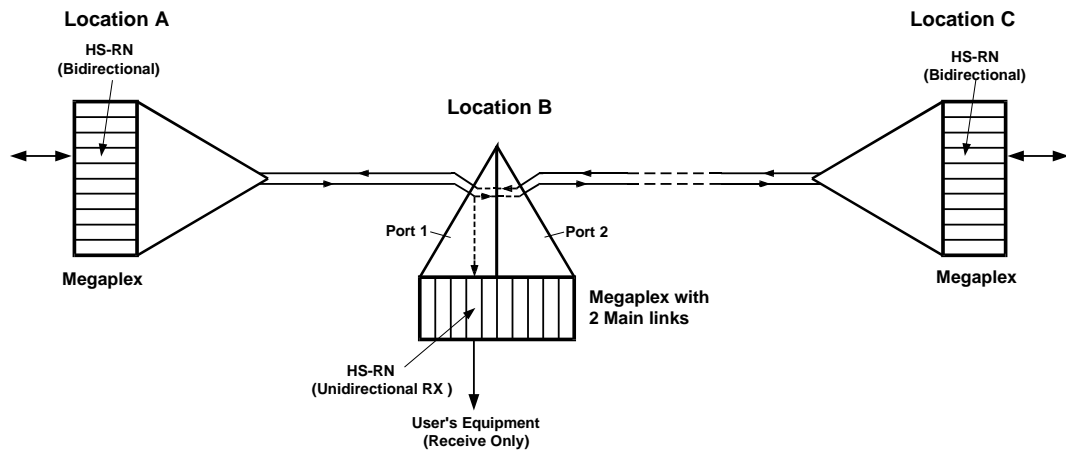 Location A
HS-RN
(Bidirectional)
Megaplex
Location B
Port 1
Port 2
Megaplex with
2 Main links
HS-RN
(Unidirectional RX )
User's Equipment
(Receive Only)
Location C
HS-RN
(Bidirectional)
Megaplex